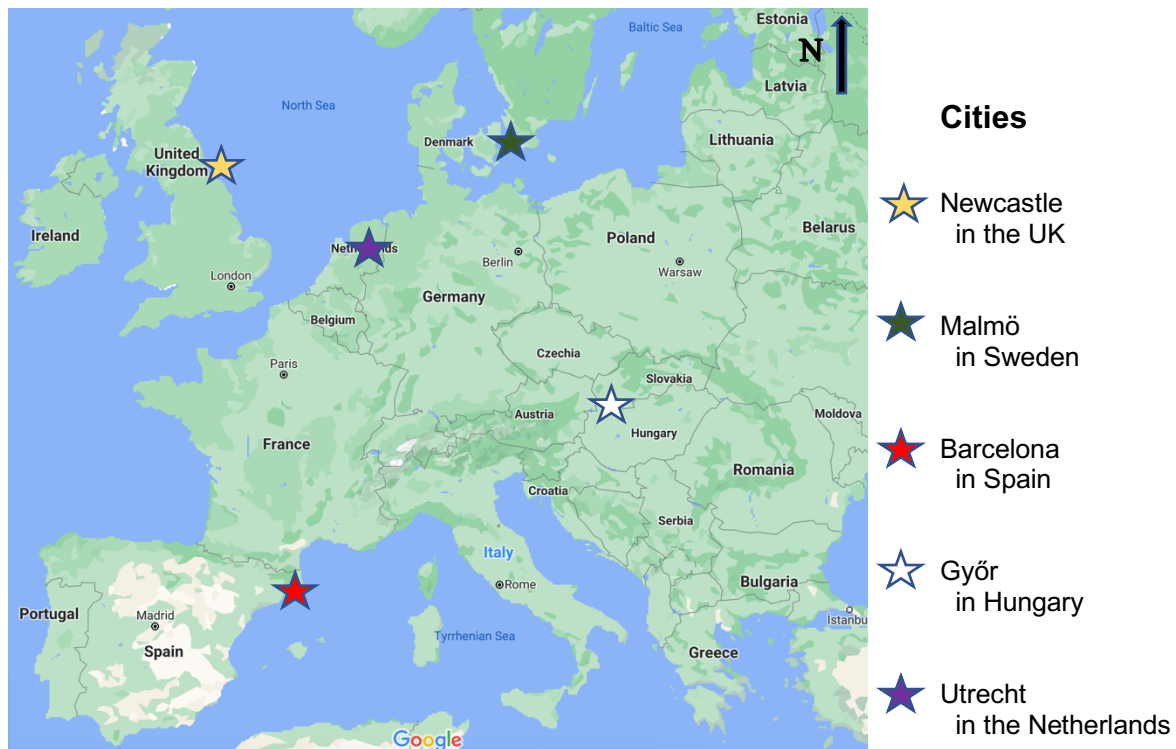 Estonia
Baltic Sea
N
Latvia
North Sea
Cities
Denmark
Lithuania
United
Kingdom
Newcastle
in the UK
Belarus
Ireland
Poland
Netherlands
Berlin
Warsaw
London
Germany
Belgium
Malmö
in Sweden
Czechia
Paris
Slovakia
Austria
Moldova
Hungary
France
Barcelona
in Spain
Romania
Croatia
Serbia
Italy
Győr
in Hungary
Bulgaria
Rome
Portugal
Madrid
İstanbu
Tyrrhenian Sea
Spain
Greece
Utrecht
in the Netherlands
Google